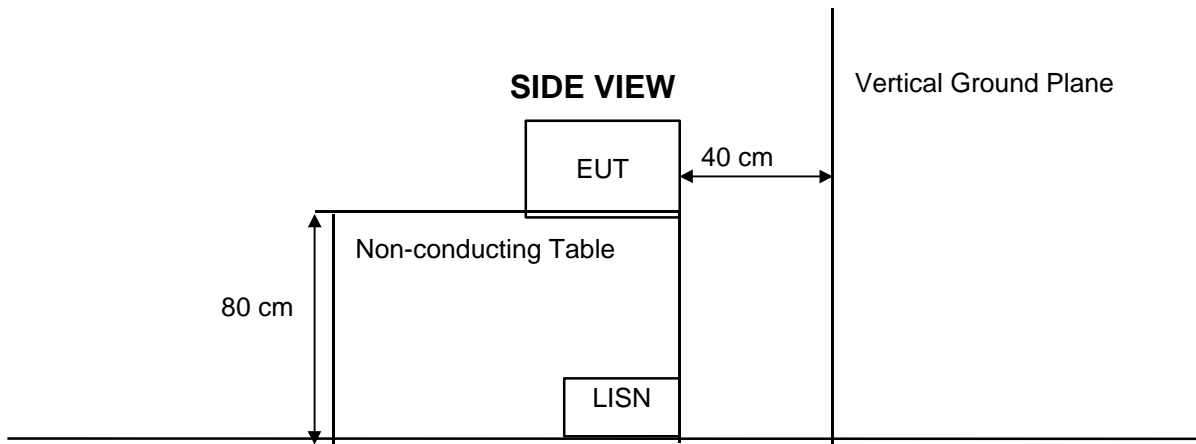 SIDE VIEW
Vertical Ground Plane
EUT
40 cm
Non-conducting Table
80 cm
LISN